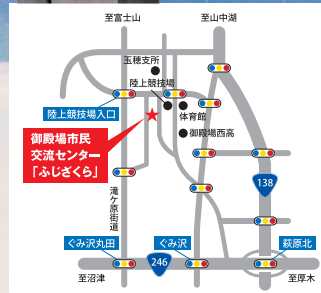 至富士山
至山中湖
玉穂支所
陸上競技場
陸上競技場入口
体育館
御殿場西高
御殿場市民
交流センター
「ふじざくら」
滝ケ原街道
138
ぐみ沢丸田
ぐみ沢
萩原北
246
至沼津
至厚木